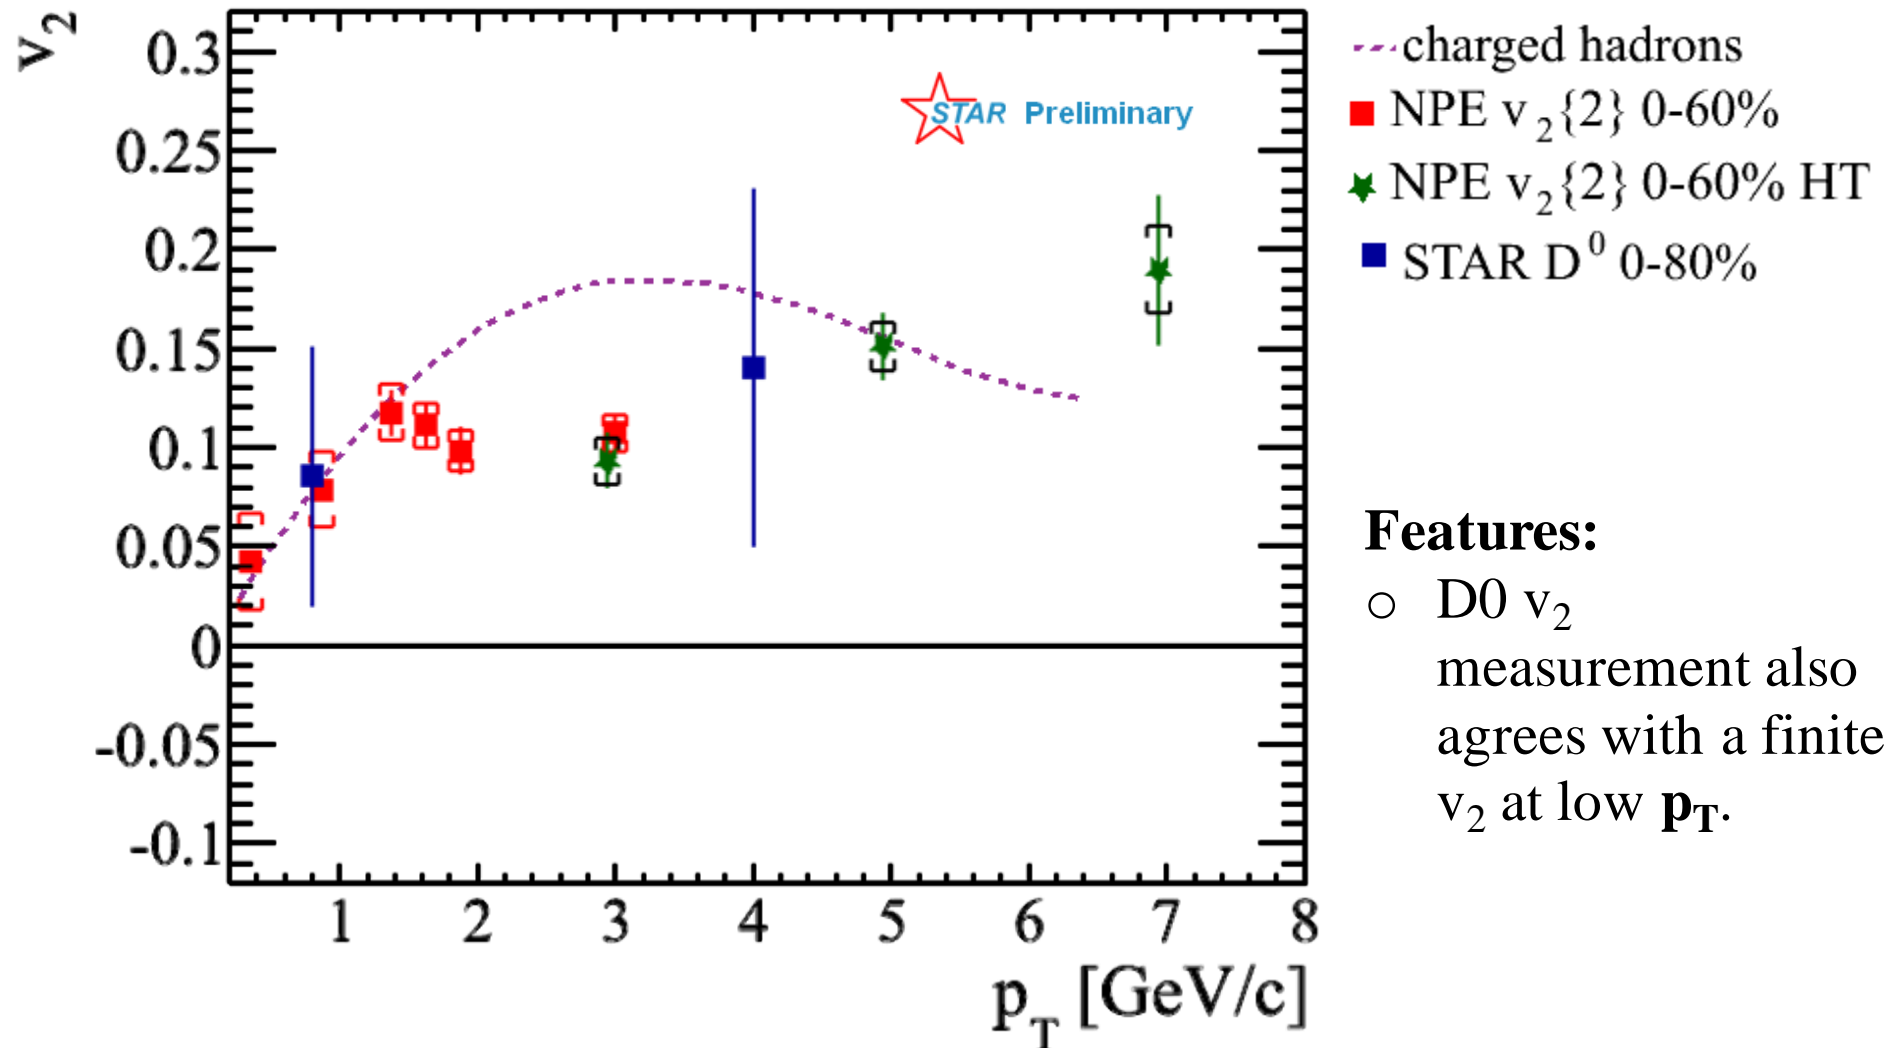 v2
0.3
0.25
0.2
0.15
0.1
0.05
0
-0.05
-0.1
1 2 3 4 5 6 7 8
pT [GeV/c]
STAR Preliminary
charged hadrons
NPE v2{2} 0-60%
NPE v2{2} 0-60% HT
STAR D0 0-80%
Features:
○ D0 v2
measurement also
agrees with a finite
v2 at low pT.